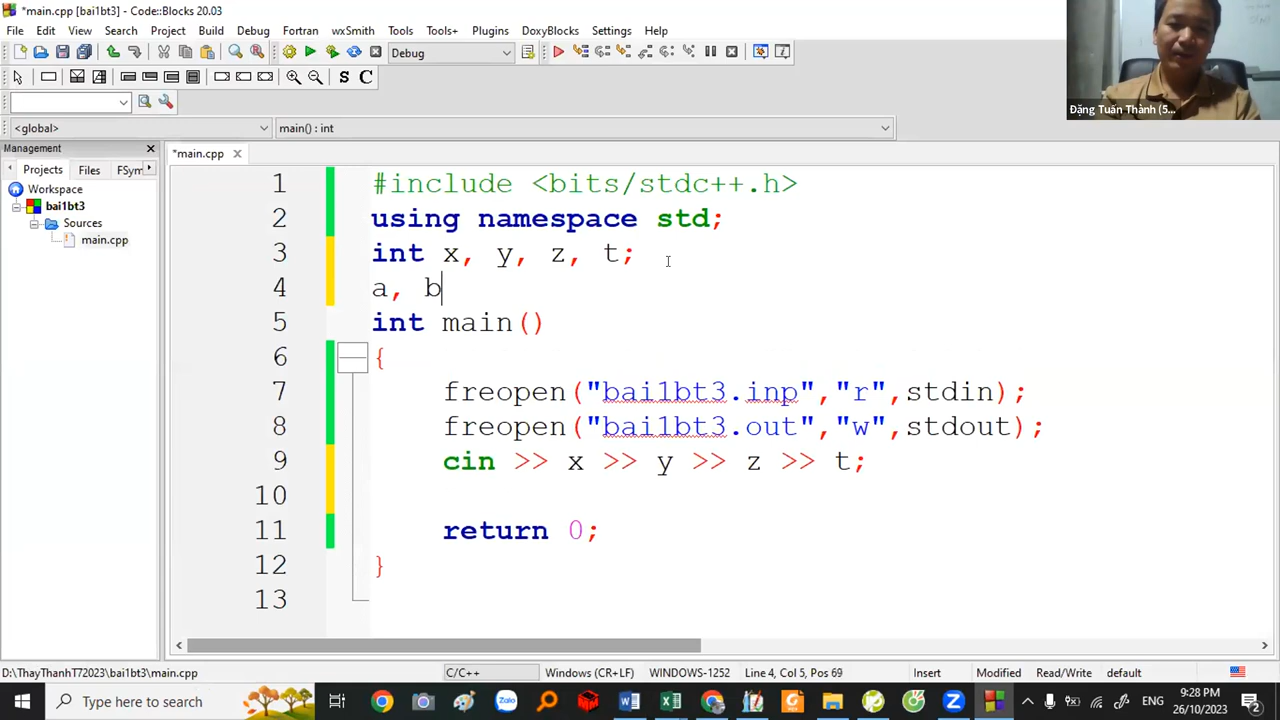 *main.cpp [bai1bt3] - Code::Blocks 20.03
File Edit View Search Project Build Debug Fortran wxSmith Tools Tools+ Plugins DoxyBlocks Settings Help
Debug
S C
<global> main() : int
Management
Projects Files FSym
*main.cpp
Workspace
bai1bt3
Sources
main.cpp
Đặng Tuấn Thành (5...
1 #include <bits/stdc++.h>
2 using namespace std;
3 int x, y, z, t;
4 a, b
5 int main()
6 {
7 freopen("bai1bt3.inp","r",stdin);
8 freopen("bai1bt3.out","w",stdout);
9 cin >> x >> y >> z >> t;
10
11 return 0;
12 }
13
D:\ThayThanhT72023\bai1bt3\main.cpp C/C++ Windows (CR+LF) WINDOWS-1252 Line 4, Col 5, Pos 69 Insert Modified Read/Write default
Type here to search
Zalo
ENG
9:28 PM
26/10/2023